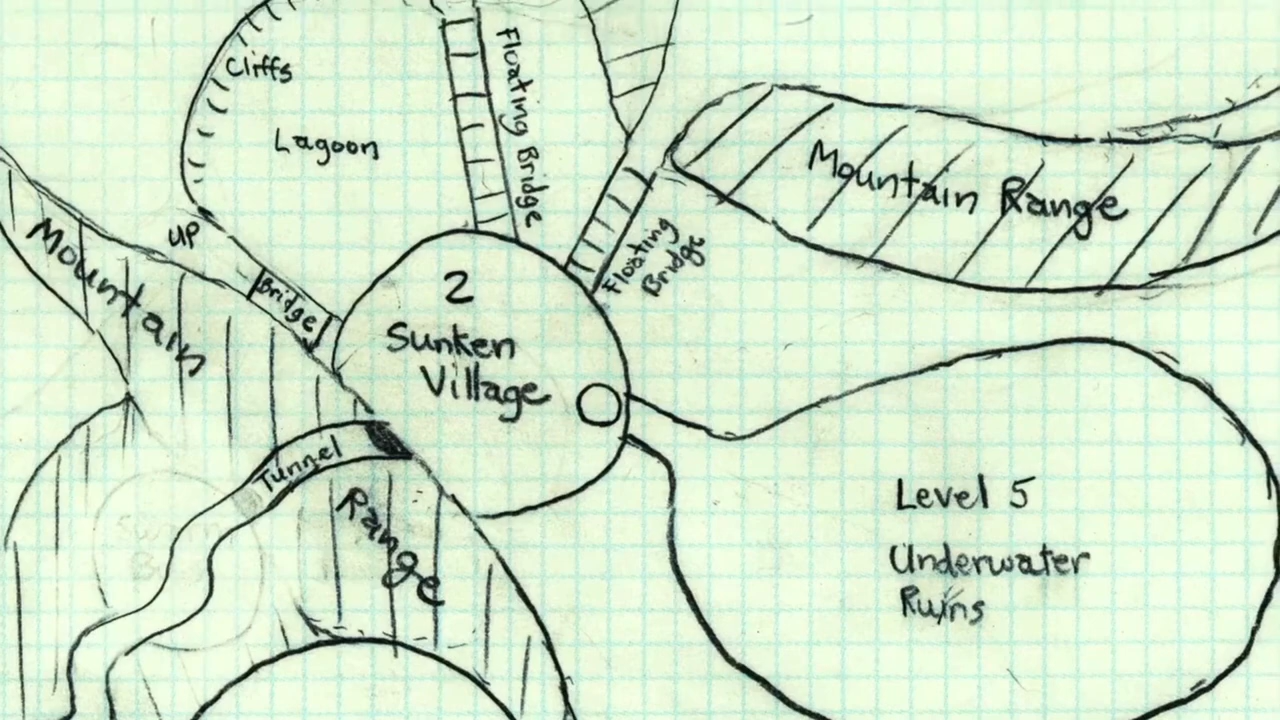 Cliffs
Lagoon
Floating Bridge
UP
Bridge
Floating
Bridge
Mountain Range
Mountain
Range
2
Sunken
Village
Tunnel
Level 5
Underwater
Ruins